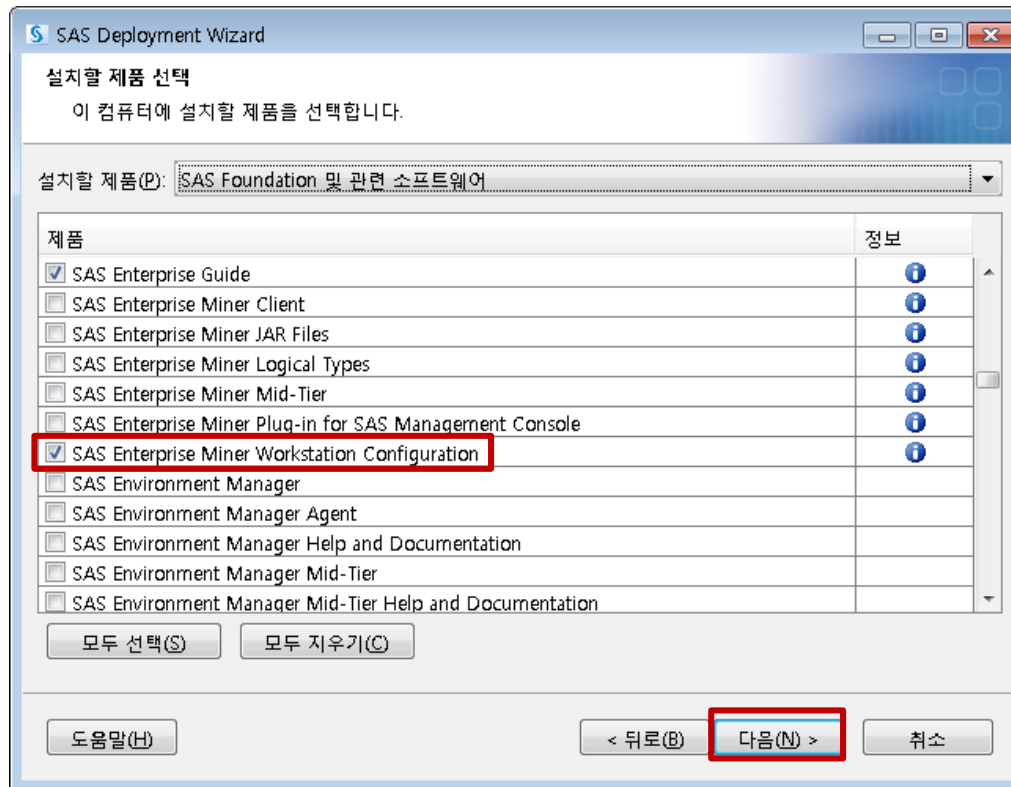 SAS Deployment Wizard
설치할 제품 선택
이 컴퓨터에 설치할 제품을 선택합니다.
설치할 제품(P): SAS Foundation 및 관련 소프트웨어
제품 정보
SAS Enterprise Guide
SAS Enterprise Miner Client
SAS Enterprise Miner JAR Files
SAS Enterprise Miner Logical Types
SAS Enterprise Miner Mid-Tier
SAS Enterprise Miner Plug-in for SAS Management Console
SAS Enterprise Miner Workstation Configuration
SAS Environment Manager
SAS Environment Manager Agent
SAS Environment Manager Help and Documentation
SAS Environment Manager Mid-Tier
SAS Environment Manager Mid-Tier Help and Documentation
모두 선택(S) 모두 지우기(C)
도움말(H) < 뒤로(B) 다음(N) > 취소